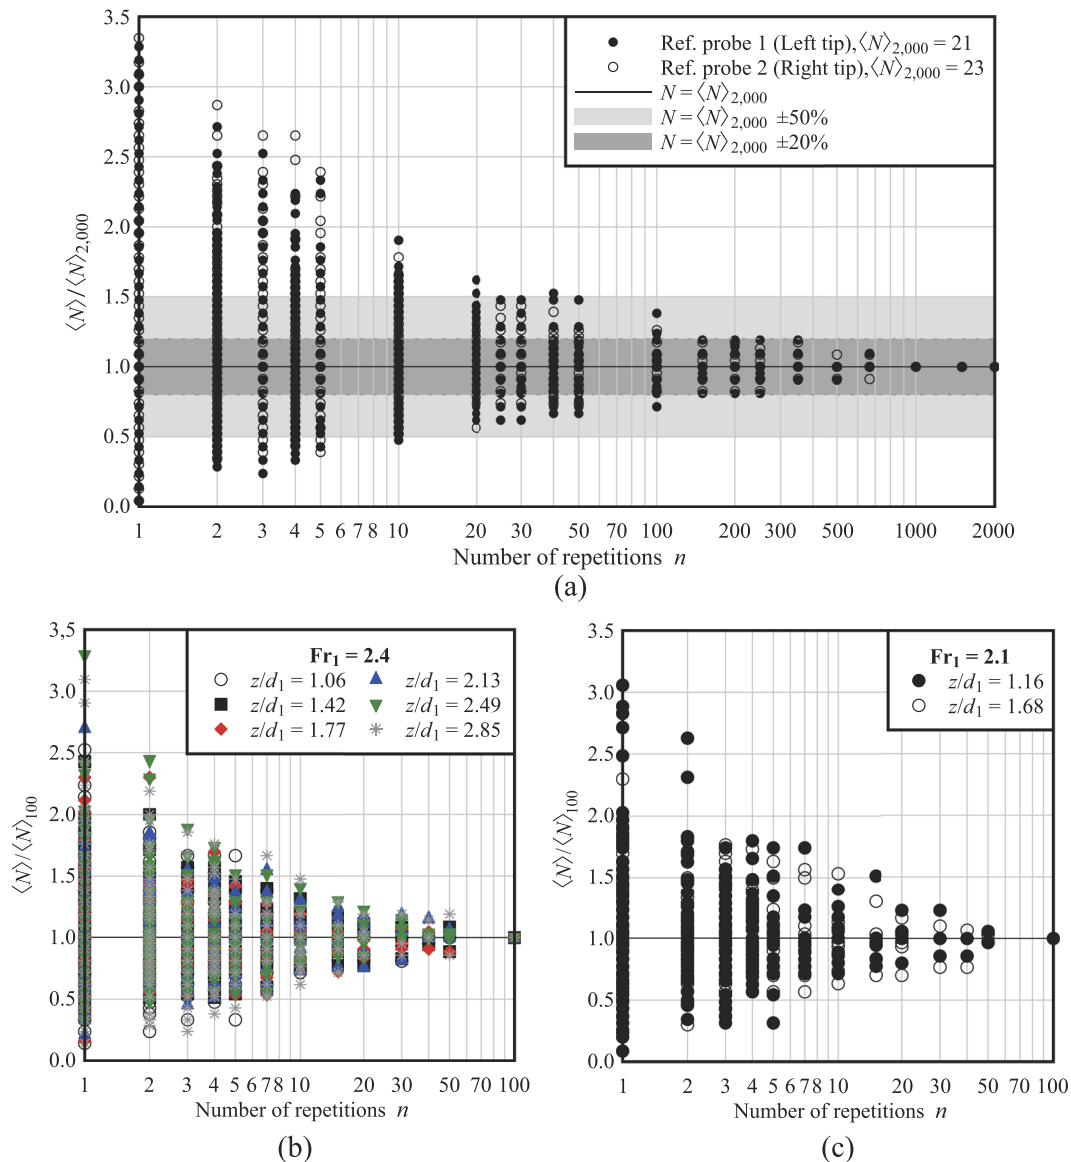 3.5
3.0
2.5
2.0
1.5
1.0
0.5
0.0
⟨N⟩/⟨N⟩2,000
Ref. probe 1 (Left tip),⟨N⟩2,000 = 21
Ref. probe 2 (Right tip),⟨N⟩2,000 = 23
N = ⟨N⟩2,000
N = ⟨N⟩2,000 ±50%
N = ⟨N⟩2,000 ±20%
1 2 3 4 5 6 7 8 10 20 30 50 70 100 200 300 500 1000 2000
Number of repetitions n
(a)
3,5
3.0
2.5
2.0
1.5
1.0
0.5
0.0
⟨N⟩/⟨N⟩100
Fr1 = 2.4
z/d1 = 1.06 z/d1 = 2.13
z/d1 = 1.42 z/d1 = 2.49
z/d1 = 1.77 z/d1 = 2.85
1 2 3 4 5 6 7 8 10 20 30 50 70 100
Number of repetitions n
(b)
3.5
3.0
2.5
2.0
1.5
1.0
0.5
0.0
⟨N⟩/⟨N⟩100
Fr1 = 2.1
z/d1 = 1.16
z/d1 = 1.68
1 2 3 4 5 6 7 8 10 20 30 50 70 100
Number of repetitions n
(c)